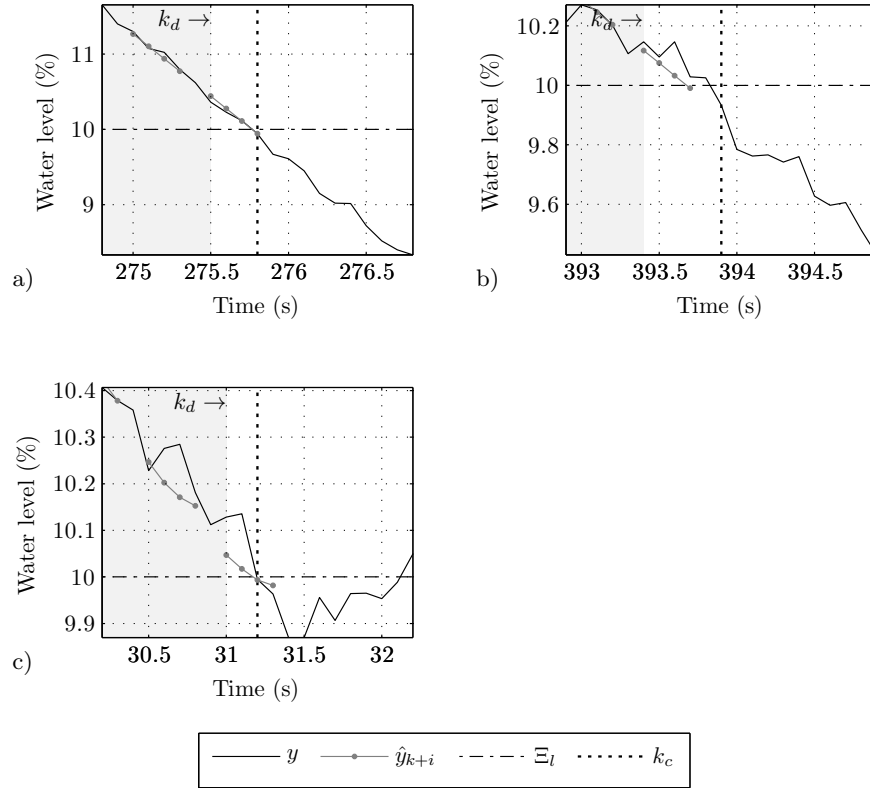 k_d →
Water level (%)
11
10
9
275 275.5 276 276.5
Time (s)
a)
k_d →
Water level (%)
10.2
10
9.8
9.6
393 393.5 394 394.5
Time (s)
b)
k_d →
Water level (%)
10.4
10.3
10.2
10.1
10
9.9
30.5 31 31.5 32
Time (s)
c)
y ŷ_{k+i} Ξ_l k_c